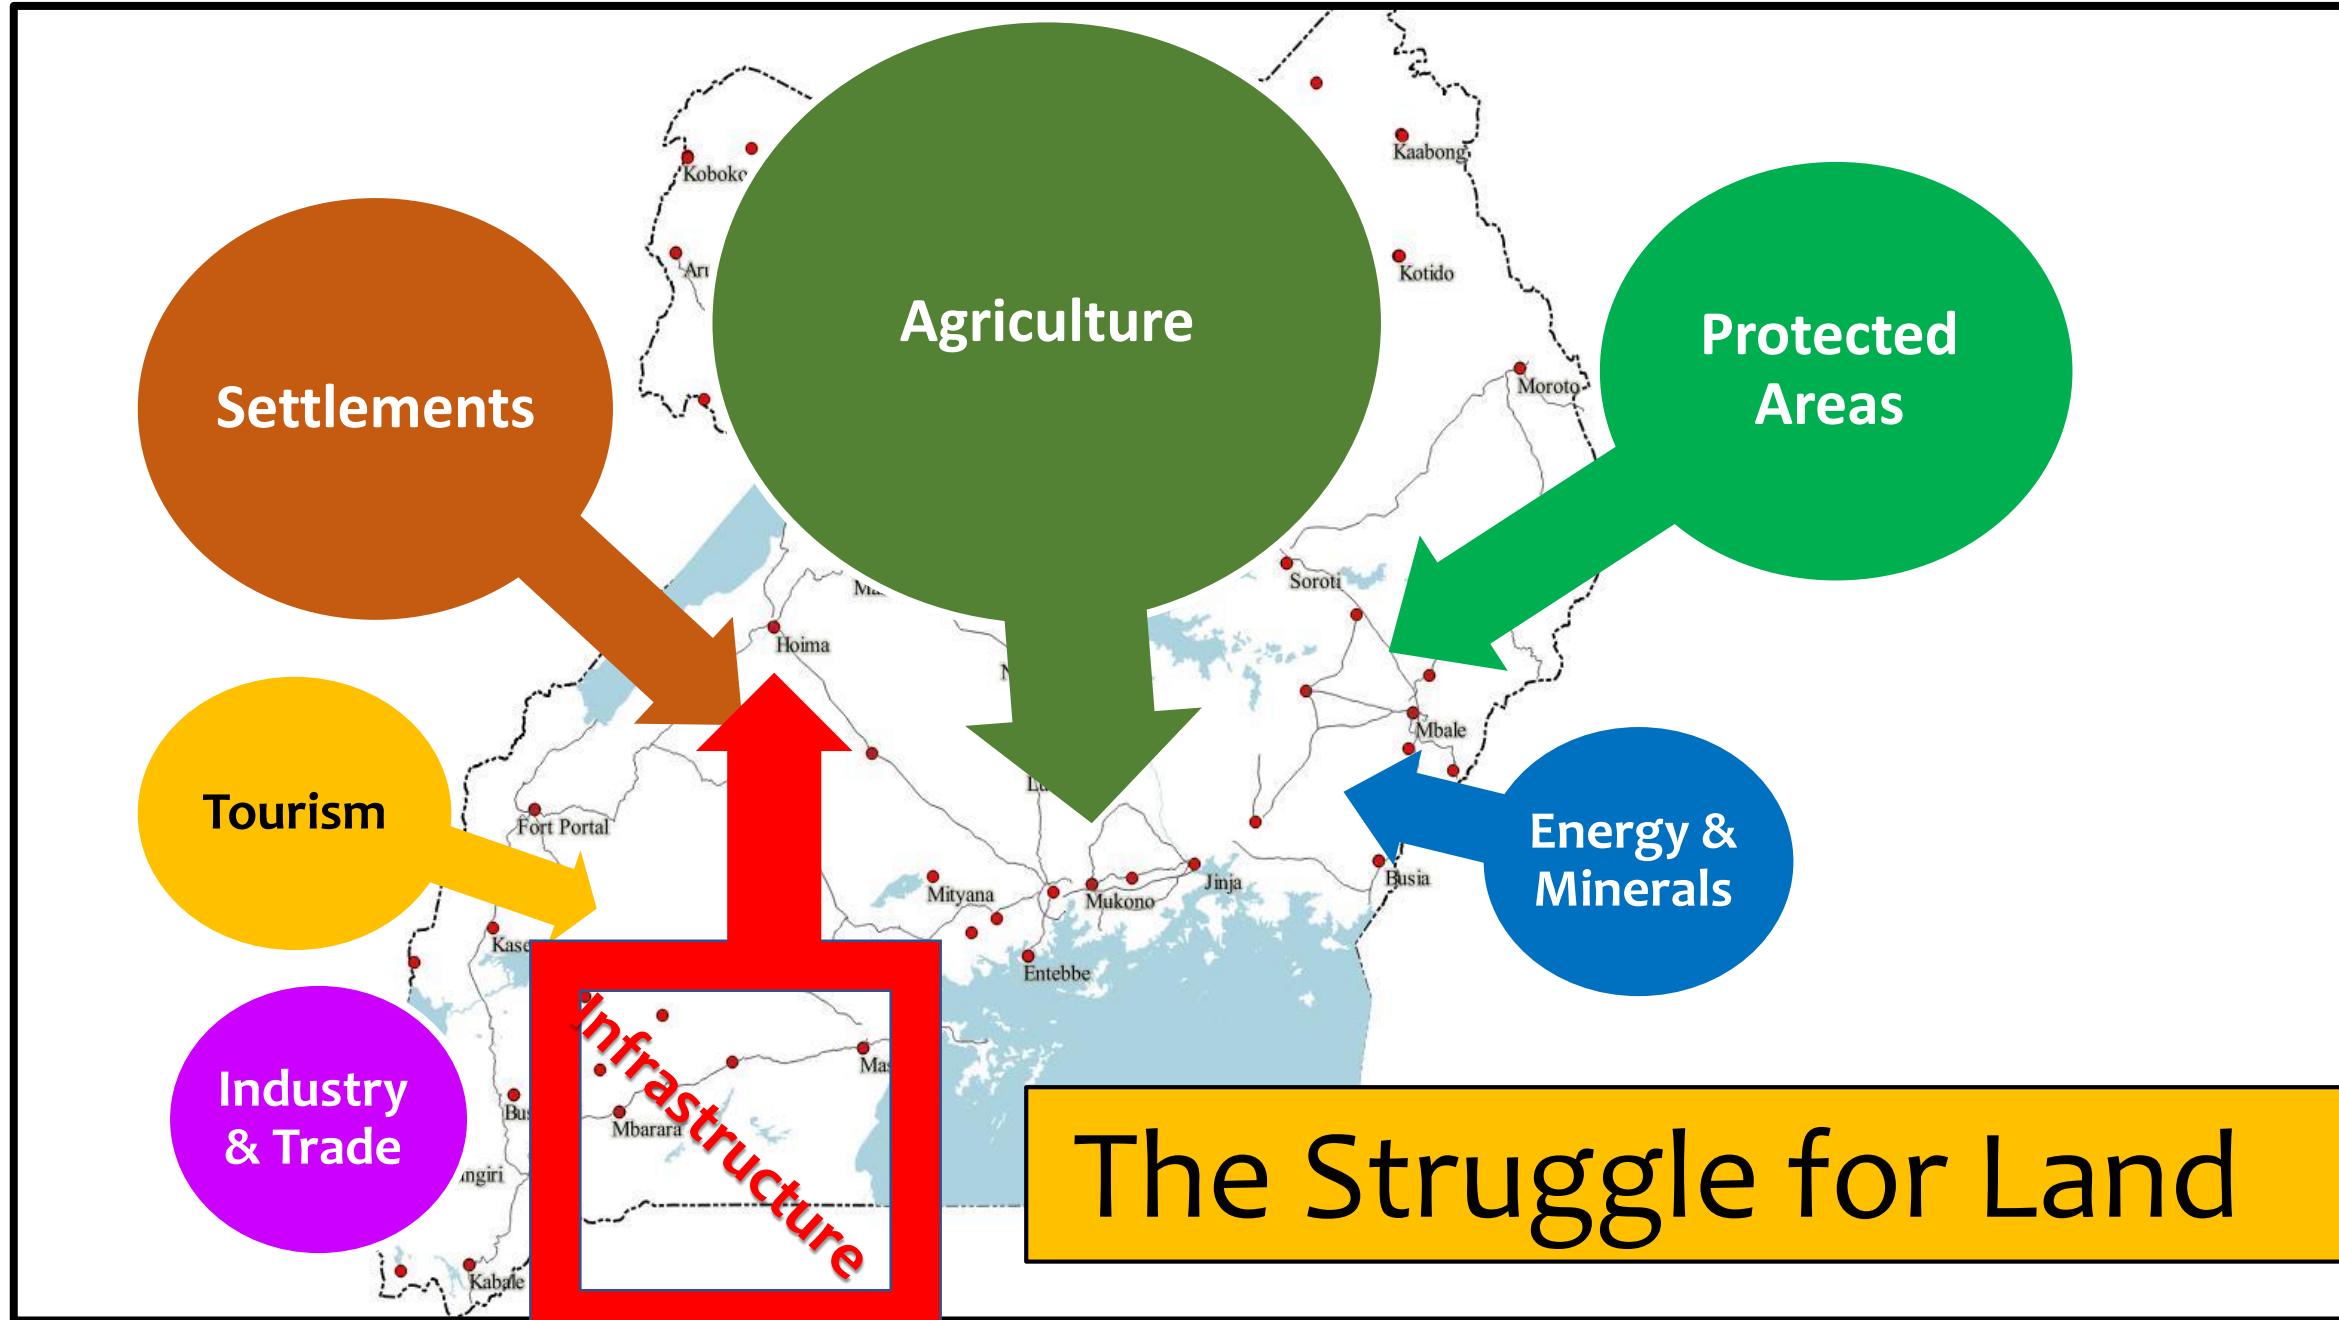 Koboko
Kaabong
Kotido
Agriculture
Protected
Areas
Settlements
Moroto
Soroti
Hoima
Mbale
Tourism
Fort Portal
Energy &
Minerals
Busia
Jinja
Mityana
Mukono
Entebbe
Infrastructure
Industry
& Trade
Mbarara
The Struggle for Land
Kabale